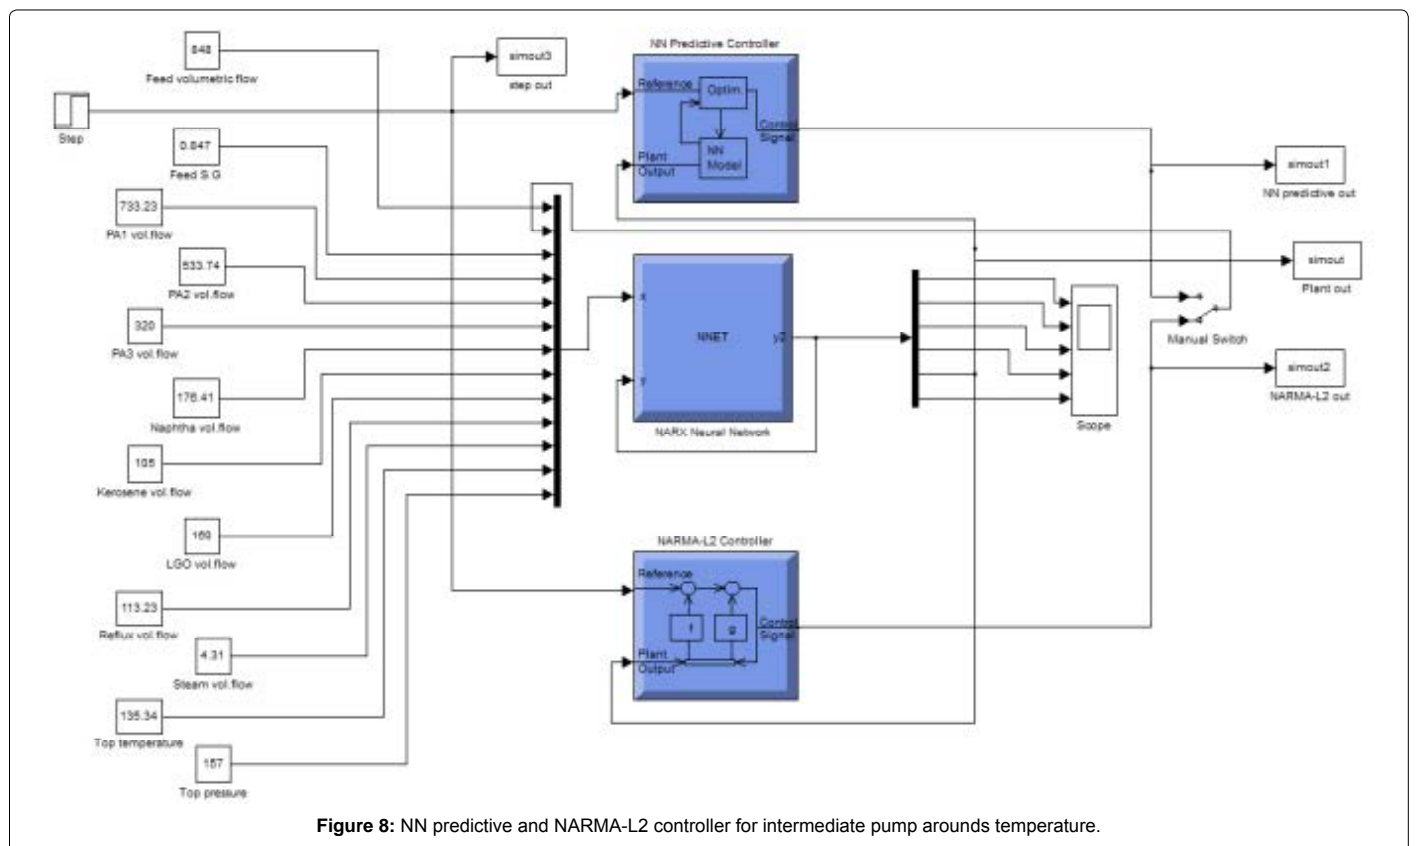 848
Feed volumetric flow
Step
0.847
Feed S.G
733.23
PA1 vol.flow
533.74
PA2 vol.flow
320
PA3 vol.flow
176.41
Naphtha vol.flow
195
Kerosene vol.flow
169
LGO vol.flow
113.23
Reflux vol.flow
4.31
Steam vol.flow
135.34
Top temperature
157
Top pressure
simout3
step out
NN Predictive Controller
Reference
Optim.
Control
Signal
NN
Model
Plant
Output
x
NNET
y2
y
NARX Neural Network
NARMA-L2 Controller
Reference
f
g
Control
Signal
Plant
Output
Scope
simout1
NN predictive out
simout
Plant out
Manual Switch
simout2
NARMA-L2 out
Figure 8: NN predictive and NARMA-L2 controller for intermediate pump arounds temperature.